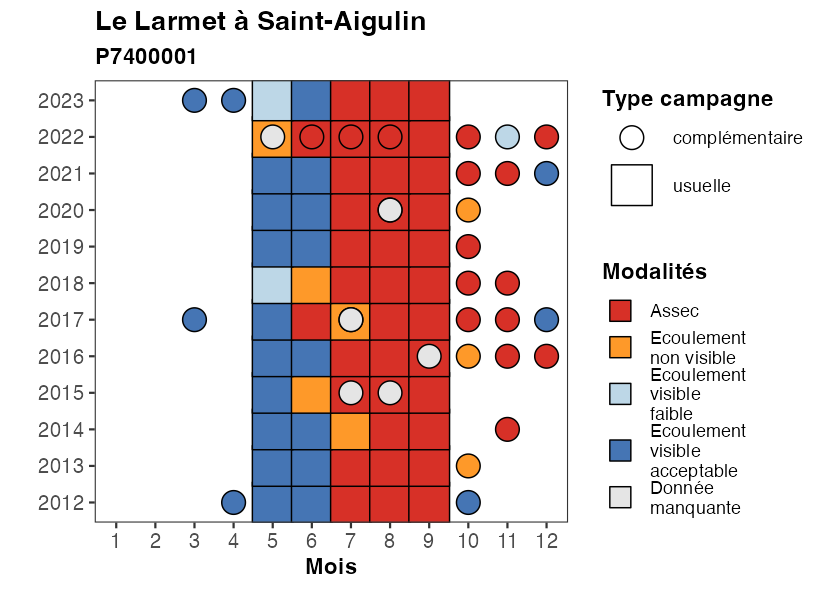 Le Larmet à Saint-Aigulin
P7400001
2023
2022
2021
2020
2019
2018
2017
2016
2015
2014
2013
2012
1 2 3 4 5 6 7 8 9 10 11 12
Mois
Type campagne
complémentaire
usuelle
Modalités
Assec
Ecoulement
non visible
Ecoulement
visible
faible
Ecoulement
visible
acceptable
Donnée
manquante